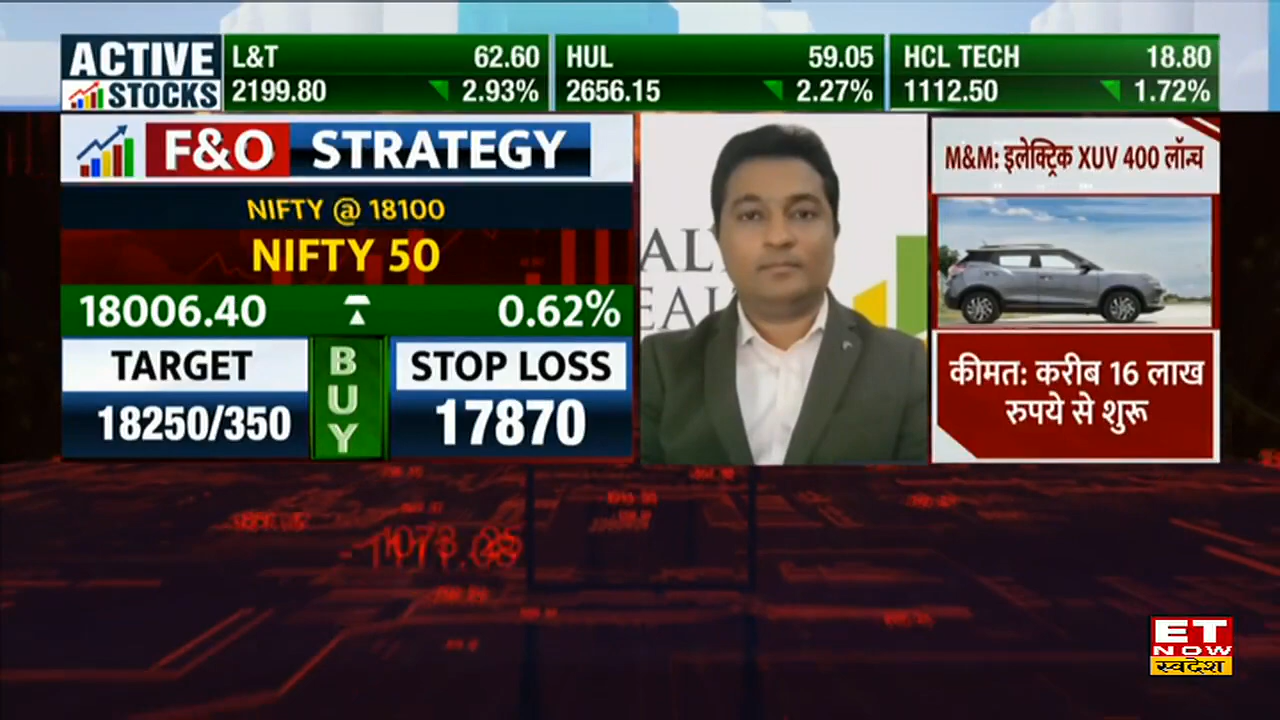 ACTIVE
STOCKS
L&T 62.60
2199.80 2.93%
HUL 59.05
2656.15 2.27%
HCL TECH 18.80
1112.50 1.72%
F&O STRATEGY
NIFTY @ 18100
NIFTY 50
18006.40 0.62%
TARGET
18250/350
BUY
STOP LOSS
17870
M&M: इलेक्ट्रिक XUV 400 लॉन्च
कीमत: करीब 16 लाख
रुपये से शुरू
ET
NOW
स्वदेश